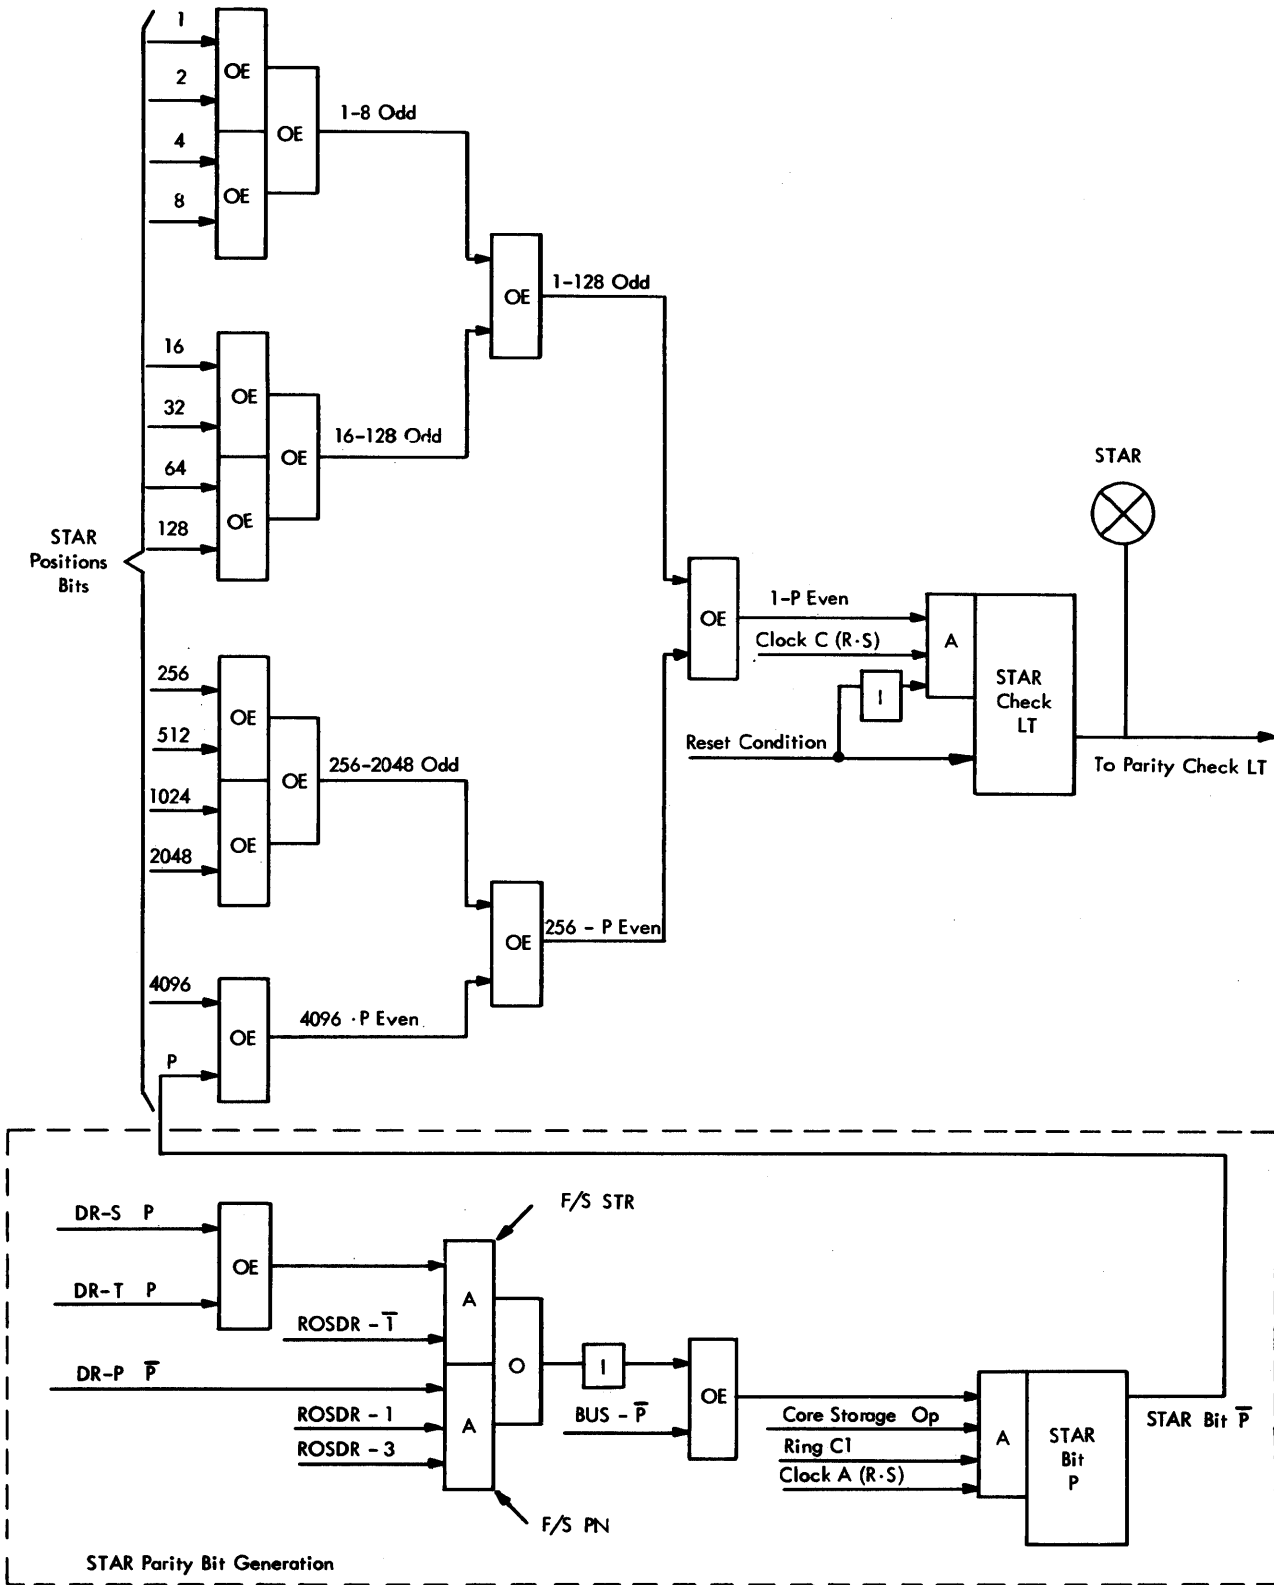 1
OE
2
OE
1-8 Odd
4
OE
8
OE
1-128 Odd
16
OE
32
16-128 Odd
OE
64
OE
128
STAR
Positions
Bits
STAR
OE
1-P Even
Clock C (R·S)
A
I
STAR
Check
LT
Reset Condition
To Parity Check LT
256
OE
512
256-2048 Odd
OE
1024
OE
2048
OE
256 - P Even
4096
OE
4096 ·P Even
P
DR-S P
OE
DR-T P
F/S STR
A
ROSDR - 1̅
O
I
DR-P P̅
OE
BUS - P̅
ROSDR - 1
A
ROSDR - 3
F/S PN
Core Storage Op
Ring C1
Clock A (R·S)
A
STAR
Bit
P
STAR Bit P̅
STAR Parity Bit Generation